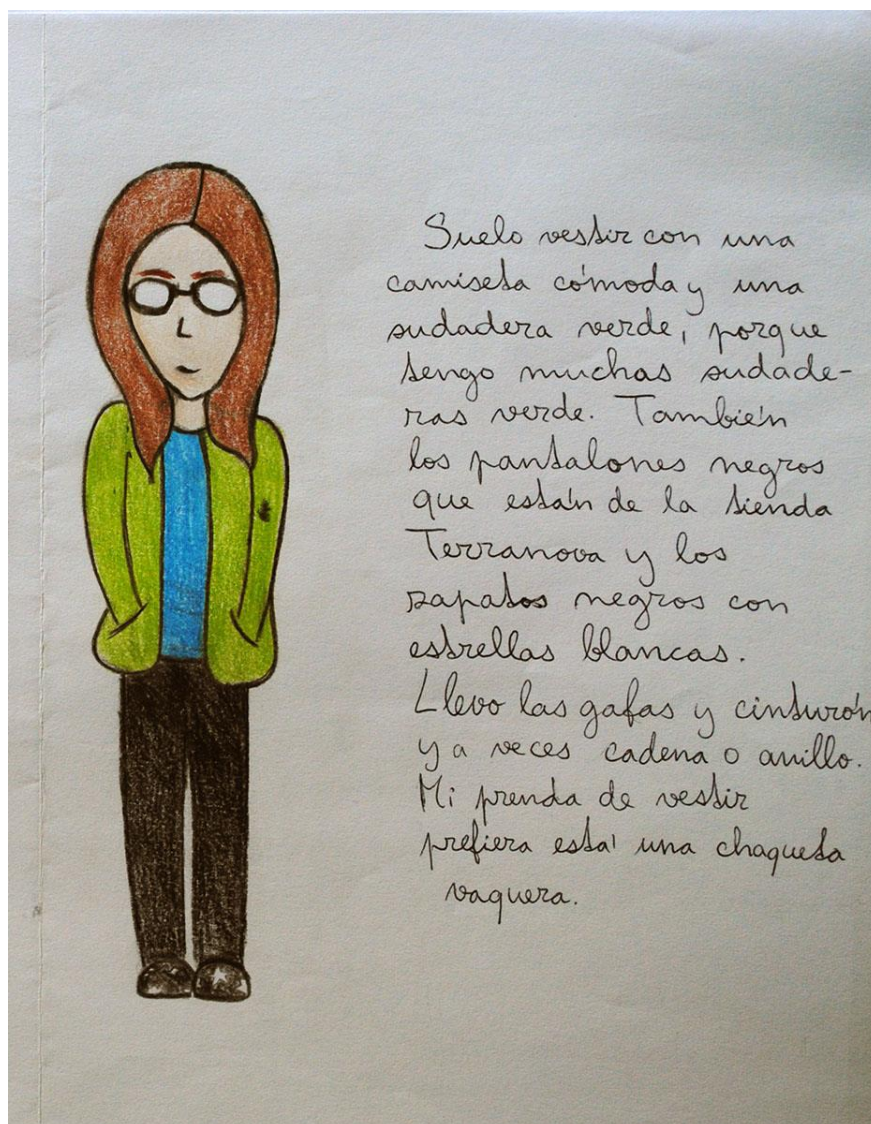 Suelo vestir con una
camiseta cómoda y una
sudadera verde, porque
tengo muchas sudade-
ras verde. También
los pantalones negros
que están de la tienda
Terranova y los
zapatos negros con
estrellas blancas.
Llevo las gafas y cinturón
y a veces cadena o anillo.
Mi prenda de vestir
prefiera está una chaqueta
vaquera.